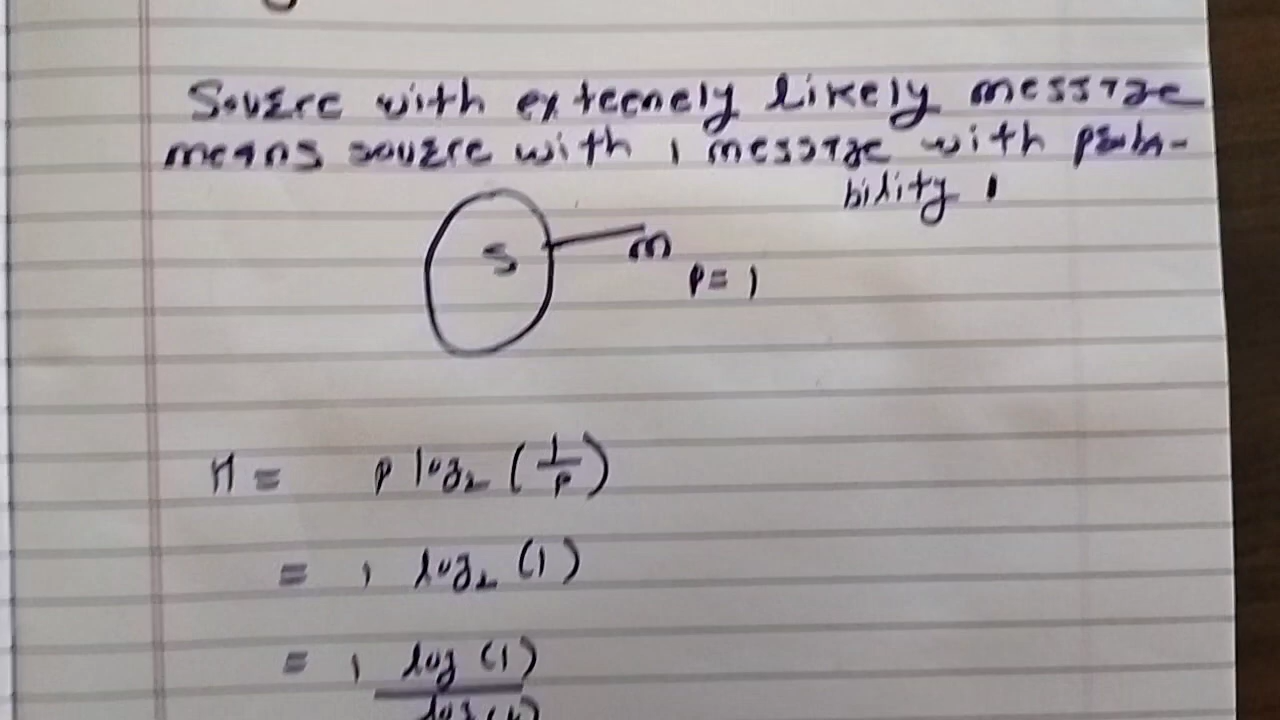 Source with extremely likely message
means source with 1 message with proba-
bility 1
S
m
P = 1
H = P log₂ (1/P)
= 1 log₂ (1)
= 1 log (1)